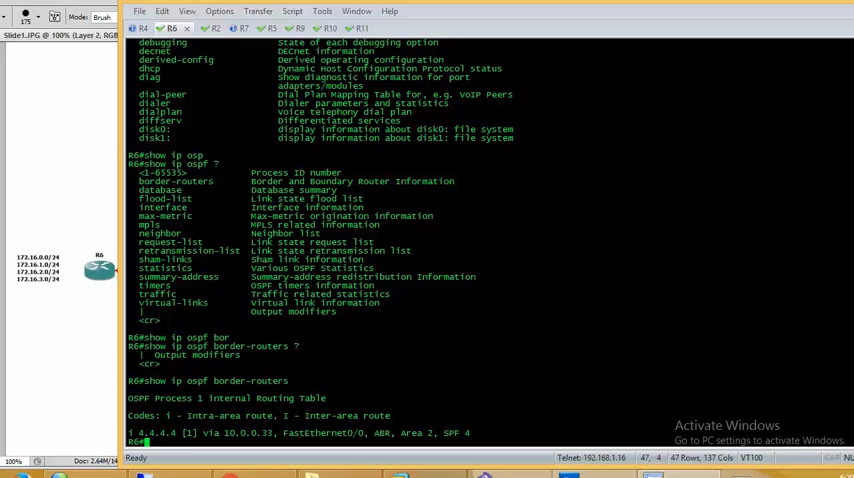 File Edit View Options Transfer Script Tools Window Help
175
Mode: Brush
R4 R6 R2 R7 R5 R9 R10 R11
Slide1.JPG @ 100% (Layer 2, RGB
debugging State of each debugging option
decnet DECnet information
derived-config Derived operating configuration
dhcp Dynamic Host Configuration Protocol status
diag Show diagnostic information for port
adapters/modules
dial-peer Dial Plan Mapping Table for, e.g. VoIP Peers
dialer Dialer parameters and statistics
dialplan Voice telephony dial plan
diffserv Differentiated services
disk0: display information about disk0: file system
disk1: display information about disk1: file system
R6#show ip osp
R6#show ip ospf ?
<1-65535> Process ID number
border-routers Border and Boundary Router Information
database Database summary
flood-list Link state flood list
interface Interface information
max-metric Max-metric origination information
mpls MPLS related information
neighbor Neighbor list
request-list Link state request list
retransmission-list Link state retransmission list
sham-links Sham link information
statistics Various OSPF Statistics
summary-address Summary-address redistribution Information
timers OSPF timers information
traffic Traffic related statistics
virtual-links Virtual link information
| Output modifiers
<cr>
R6#show ip ospf bor
R6#show ip ospf border-routers ?
| Output modifiers
<cr>
R6#show ip ospf border-routers
OSPF Process 1 internal Routing Table
Codes: i - Intra-area route, I - Inter-area route
i 4.4.4.4 [1] via 10.0.0.33, FastEthernet0/0, ABR, Area 2, SPF 4
R6#
172.16.0.0/24
172.16.1.0/24
172.16.2.0/24
172.16.3.0/24
R6
Activate Windows
Go to PC settings to activate Windows.
Ready
Telnet: 192.168.1.16 47, 4 47 Rows, 137 Cols VT100 CAP NU
100% Doc: 2.64M/14